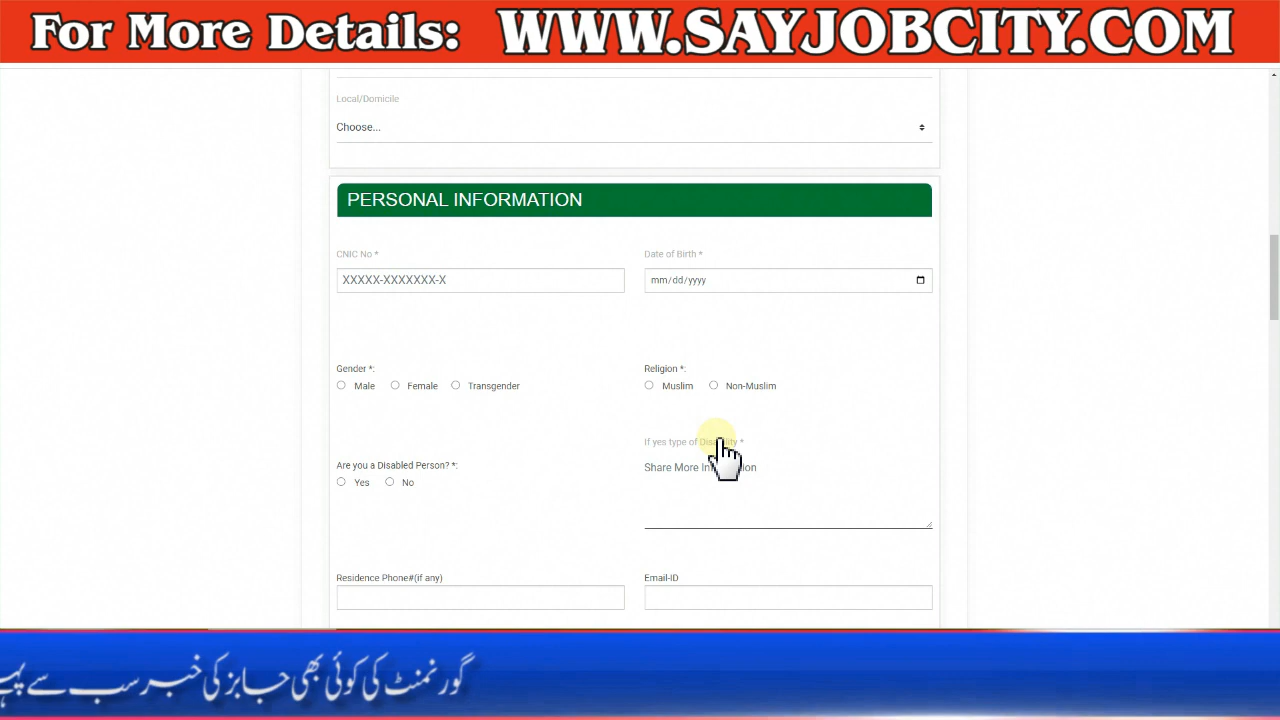 For More Details: WWW.SAYJOBCITY.COM
Local/Domicile
Choose...
PERSONAL INFORMATION
CNIC No *
Date of Birth *
XXXXX-XXXXXXX-X
mm/dd/yyyy
Gender *:
Religion *:
Male Female Transgender
Muslim Non-Muslim
If yes type of Disability *
Are you a Disabled Person? *:
Share More Information
Yes No
Residence Phone#(if any)
Email-ID
گورنمنٹ کی کوئی بھی جابز کی خبر سب سے